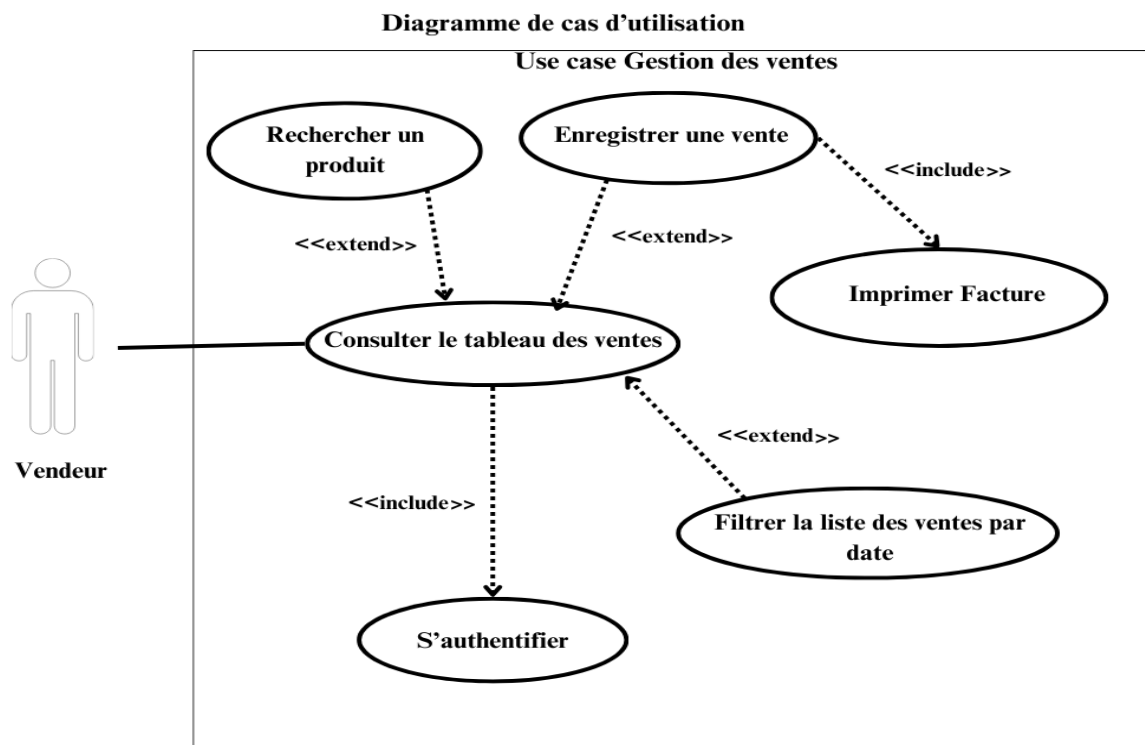 Diagramme de cas d'utilisation
Use case Gestion des ventes
Rechercher un
produit
Enregistrer une vente
<<include>>
<<extend>>
<<extend>>
Imprimer Facture
Consulter le tableau des ventes
<<extend>>
Vendeur
<<include>>
Filtrer la liste des ventes par
date
S'authentifier